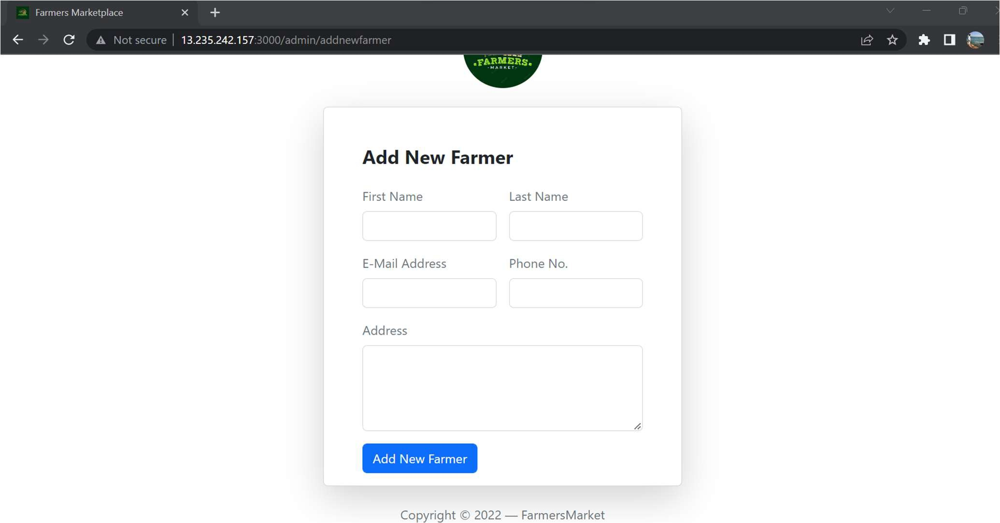 Farmers Marketplace
Not secure | 13.235.242.157:3000/admin/addnewfarmer
FARMERS
MARKET
Add New Farmer
First Name Last Name
E-Mail Address Phone No.
Address
Add New Farmer
Copyright © 2022 — FarmersMarket